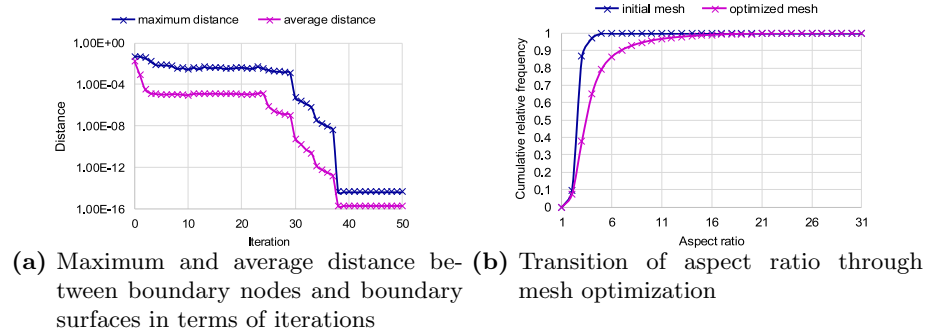 maximum distance average distance
1,00E+00
1,00E-04
1,00E-08
1,00E-12
1,00E-16
Distance
0 10 20 30 40 50
Iteration
initial mesh optimized mesh
1
0.9
0.8
0.7
0.6
0.5
0.4
0.3
0.2
0.1
0
Cumulative relative frequency
1 6 11 16 21 26 31
Aspect ratio
(a) Maximum and average distance be-
tween boundary nodes and boundary
surfaces in terms of iterations
(b) Transition of aspect ratio through
mesh optimization